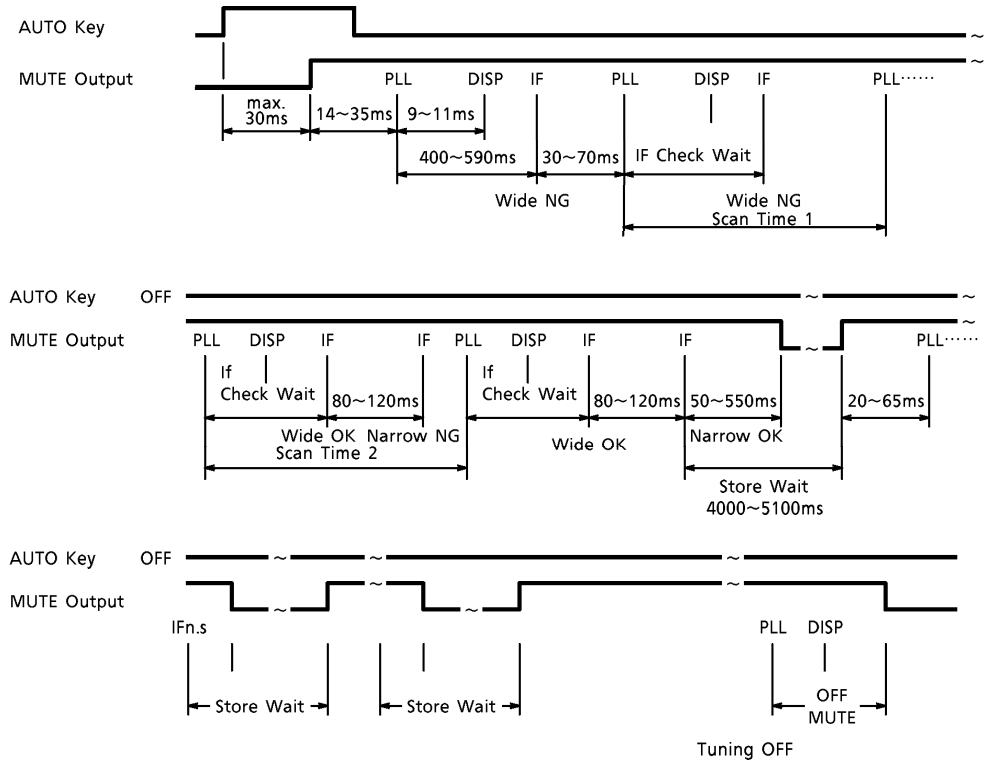 AUTO Key
MUTE Output
PLL DISP IF PLL DISP IF PLL······
max.
30ms
14~35ms 9~11ms
400~590ms 30~70ms IF Check Wait
Wide NG Wide NG
Scan Time 1
AUTO Key OFF
MUTE Output
PLL DISP IF IF PLL DISP IF IF PLL······
If If
Check Wait Check Wait
80~120ms 80~120ms 50~550ms 20~65ms
Wide OK Narrow NG Wide OK Narrow OK
Scan Time 2
Store Wait
4000~5100ms
AUTO Key OFF
MUTE Output
IFn.s PLL DISP
Store Wait Store Wait OFF
MUTE
Tuning OFF